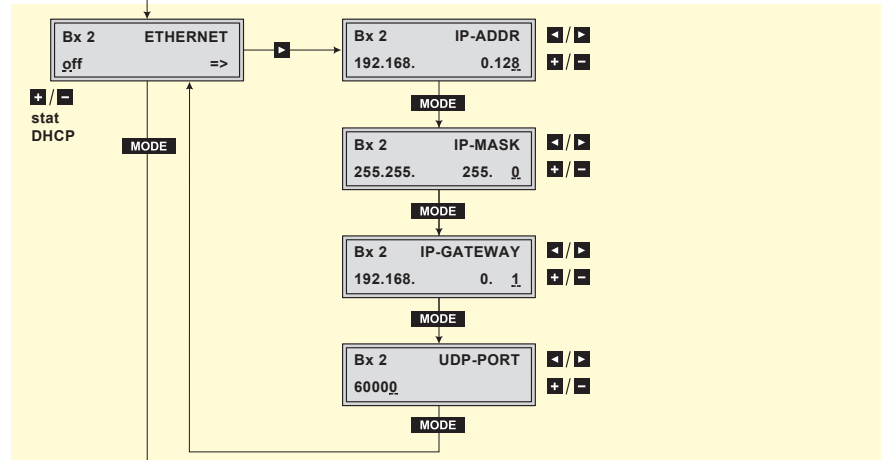 Bx 2 ETHERNET
off =>
+ / −
stat
DHCP
MODE
►
Bx 2 IP-ADDR
192.168. 0.128
◄ / ►
+ / −
MODE
Bx 2 IP-MASK
255.255. 255. 0
◄ / ►
+ / −
MODE
Bx 2 IP-GATEWAY
192.168. 0. 1
◄ / ►
+ / −
MODE
Bx 2 UDP-PORT
60000
◄ / ►
+ / −
MODE